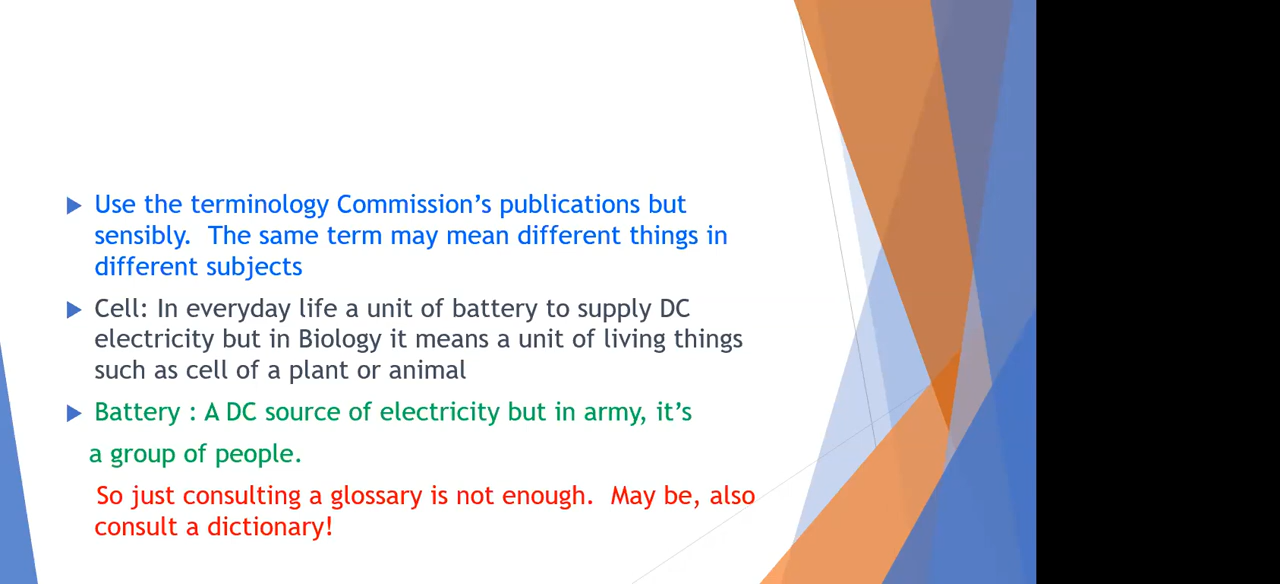 Use the terminology Commission’s publications but
sensibly.  The same term may mean different things in
different subjects
Cell: In everyday life a unit of battery to supply DC
electricity but in Biology it means a unit of living things
such as cell of a plant or animal
Battery : A DC source of electricity but in army, it’s
a group of people.
So just consulting a glossary is not enough.  May be, also
consult a dictionary!